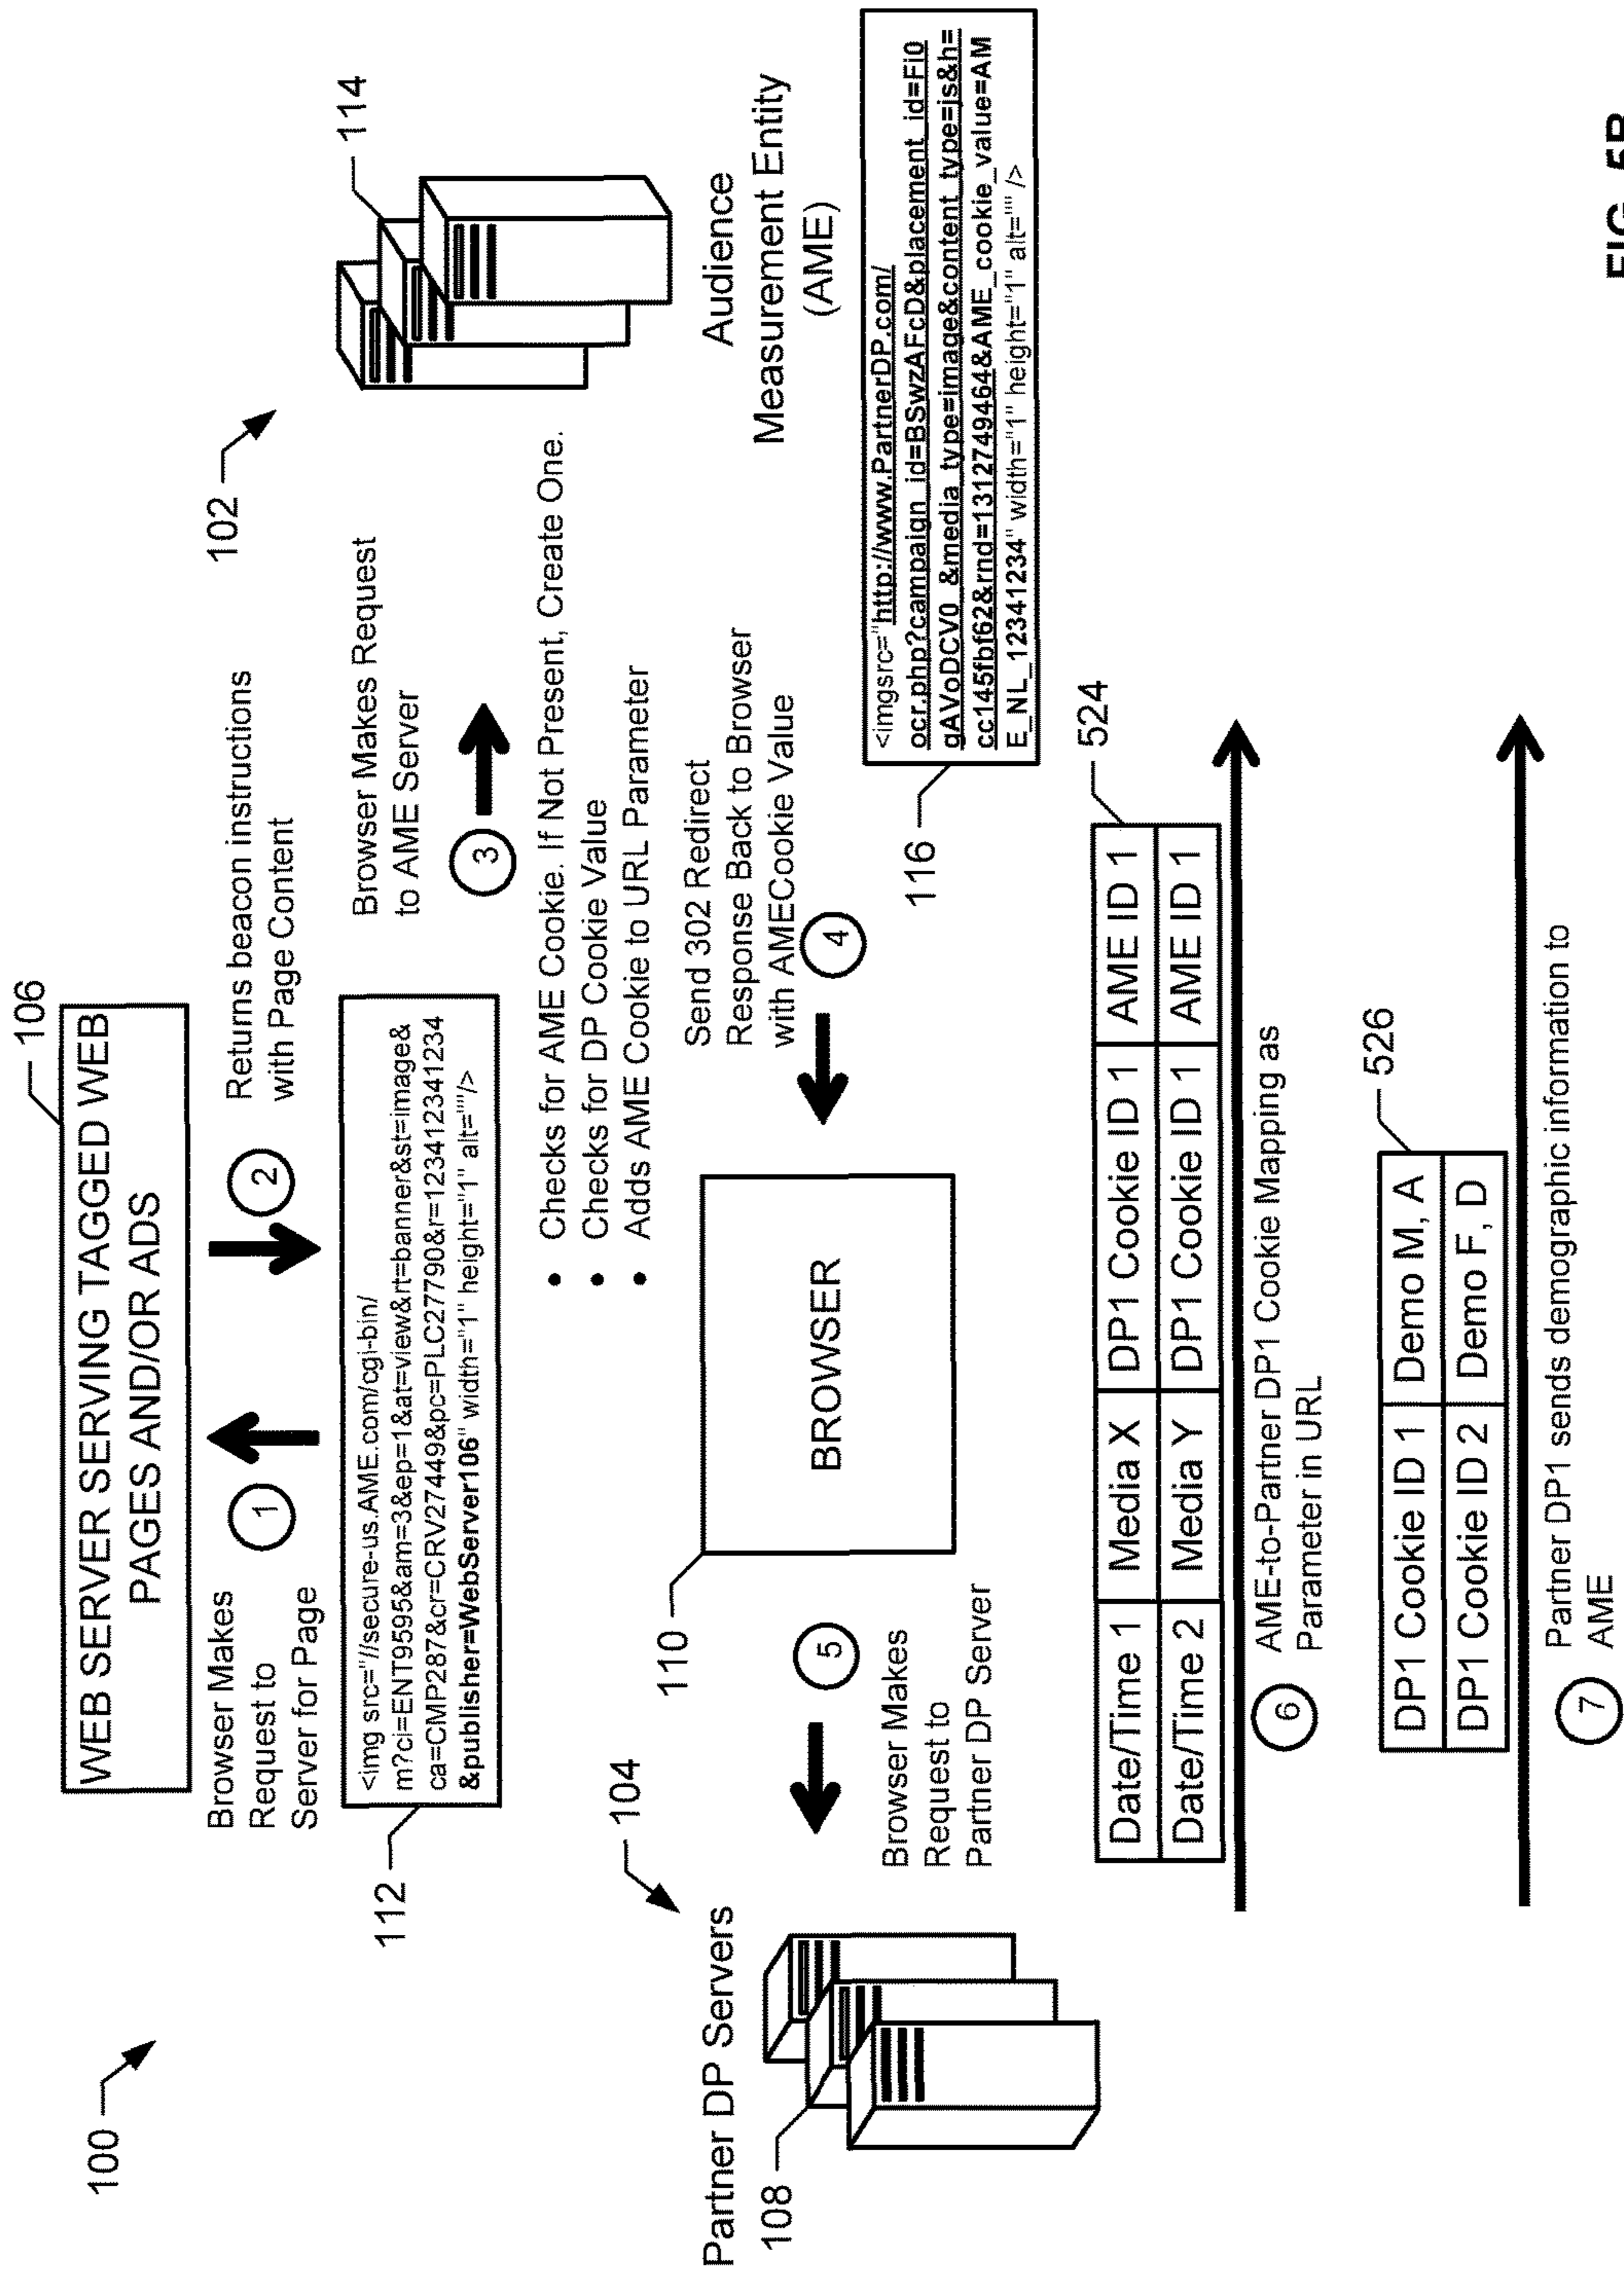 100
WEB SERVER SERVING TAGGED WEB
PAGES AND/OR ADS
106
Browser Makes
Request to
Server for Page
1
2
Returns beacon instructions
with Page Content
112
<img src="//secure-us.AME.com/cgi-bin/
m?ci=ENT9595&am=3&ep=1&at=view&rt=banner&st=image&
ca=CMP287&cr=CRV27449&pc=PLC27790&r=12341234 1234
&publisher=WebServer106" width="1" height="1" alt=""/>
Browser Makes Request
to AME Server
3
102
114
Audience
Measurement Entity
(AME)
• Checks for AME Cookie. If Not Present, Create One.
• Checks for DP Cookie Value
• Adds AME Cookie to URL Parameter
104
Partner DP Servers
108
5
Browser Makes
Request to
Partner DP Server
110
BROWSER
Send 302 Redirect
Response Back to Browser
with AMECookie Value
4
116
<imgsrc="http://www.PartnerDP.com/
ocr.php?campaign_id=BSwzAFcD&placement_id=Fi0
gAVoDCV0_&media_type=image&content_type=js&h=
cc145fbf62&rnd=1312749464&AME_cookie_value=AM
E_NL_12341234" width="1" height="1" alt="" />
524
Date/Time 1 Media X DP1 Cookie ID 1 AME ID 1
Date/Time 2 Media Y DP1 Cookie ID 1 AME ID 1
6
AME-to-Partner DP1 Cookie Mapping as
Parameter in URL
526
DP1 Cookie ID 1 Demo M, A
DP1 Cookie ID 2 Demo F, D
7
Partner DP1 sends demographic information to
AME
FIG. 5B